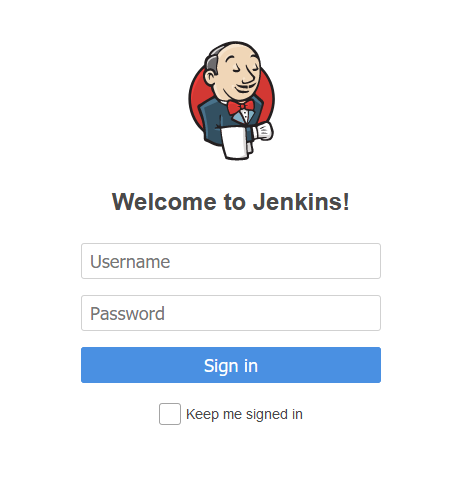 Welcome to Jenkins!
Username
Password
Sign in
Keep me signed in